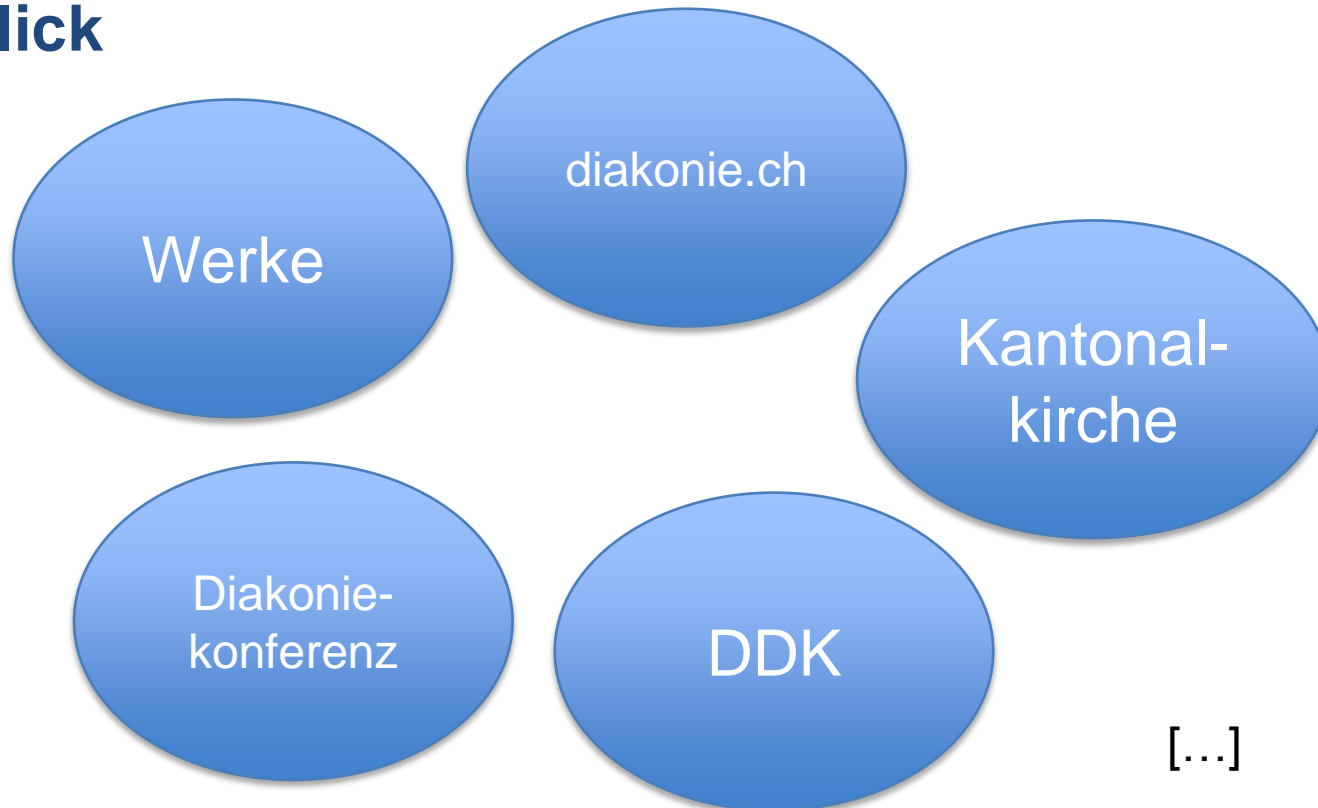 lick
diakonie.ch
Werke
Kantonal-
kirche
Diakonie-
konferenz
DDK
[…]